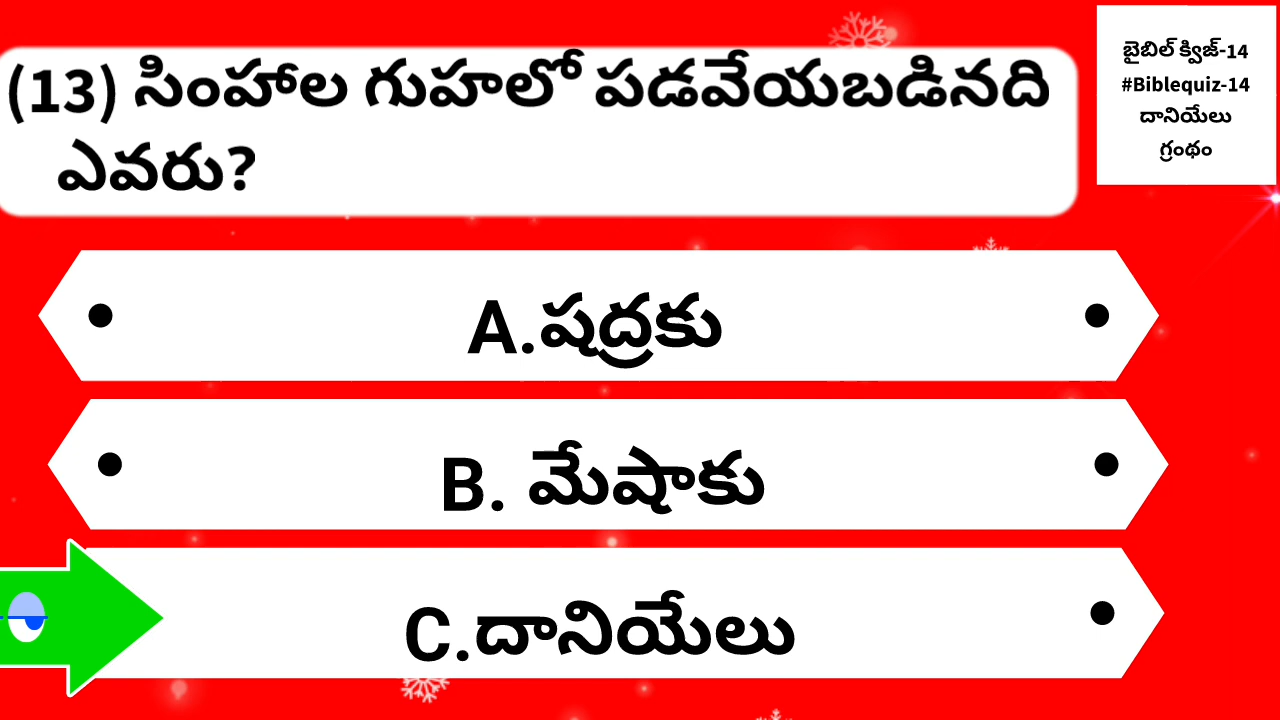 (13) సింహాల గుహలో పడవేయబడినది
ఎవరు?
బైబిల్ క్విజ్-14
#Biblequiz-14
దానియేలు
గ్రంథం
A.షద్రకు
B. మేషాకు
C.దానియేలు